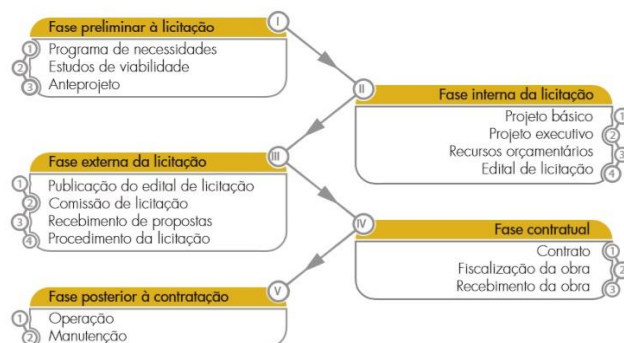 Fase preliminar à licitação I
1 Programa de necessidades
2 Estudos de viabilidade
3 Anteprojeto
II Fase interna da licitação
Projeto básico 1
Projeto executivo 2
Recursos orçamentários 3
Edital de licitação 4
Fase externa da licitação III
1 Publicação do edital de licitação
2 Comissão de licitação
3 Recebimento de propostas
4 Procedimento da licitação
IV Fase contratual
Contrato 1
Fiscalização da obra 2
Recebimento da obra 3
Fase posterior à contratação V
1 Operação
2 Manutenção